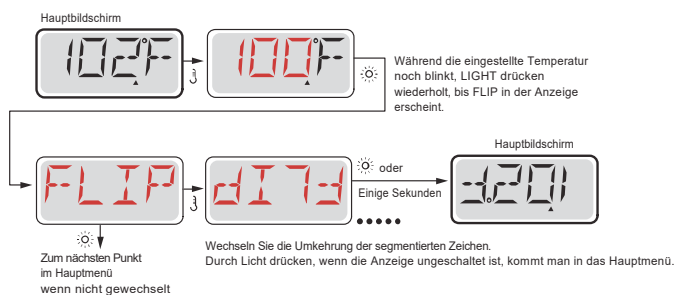 Hauptbildschirm
102°F
100°F
Während die eingestellte Temperatur
noch blinkt, LIGHT drücken
wiederholt, bis FLIP in der Anzeige
erscheint.
FLIP
oder
Einige Sekunden
Hauptbildschirm
Zum nächsten Punkt
im Hauptmenü
wenn nicht gewechselt
Wechseln Sie die Umkehrung der segmentierten Zeichen.
Durch Licht drücken, wenn die Anzeige ungeschaltet ist, kommt man in das Hauptmenü.